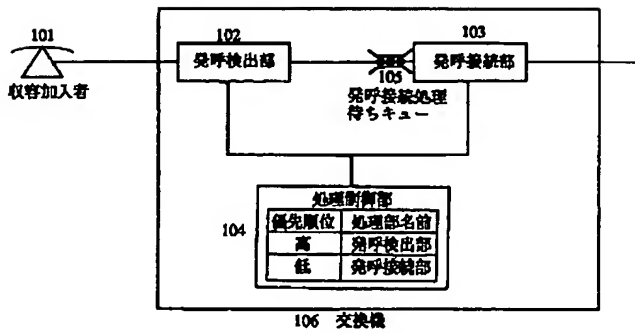 101
収容加入者
102
発呼検出部
105
発呼接続処理
待ちキュー
103
発呼接続部
104
処理制御部
優先順位 処理部名前
高 発呼検出部
低 発呼接続部
106 交換機